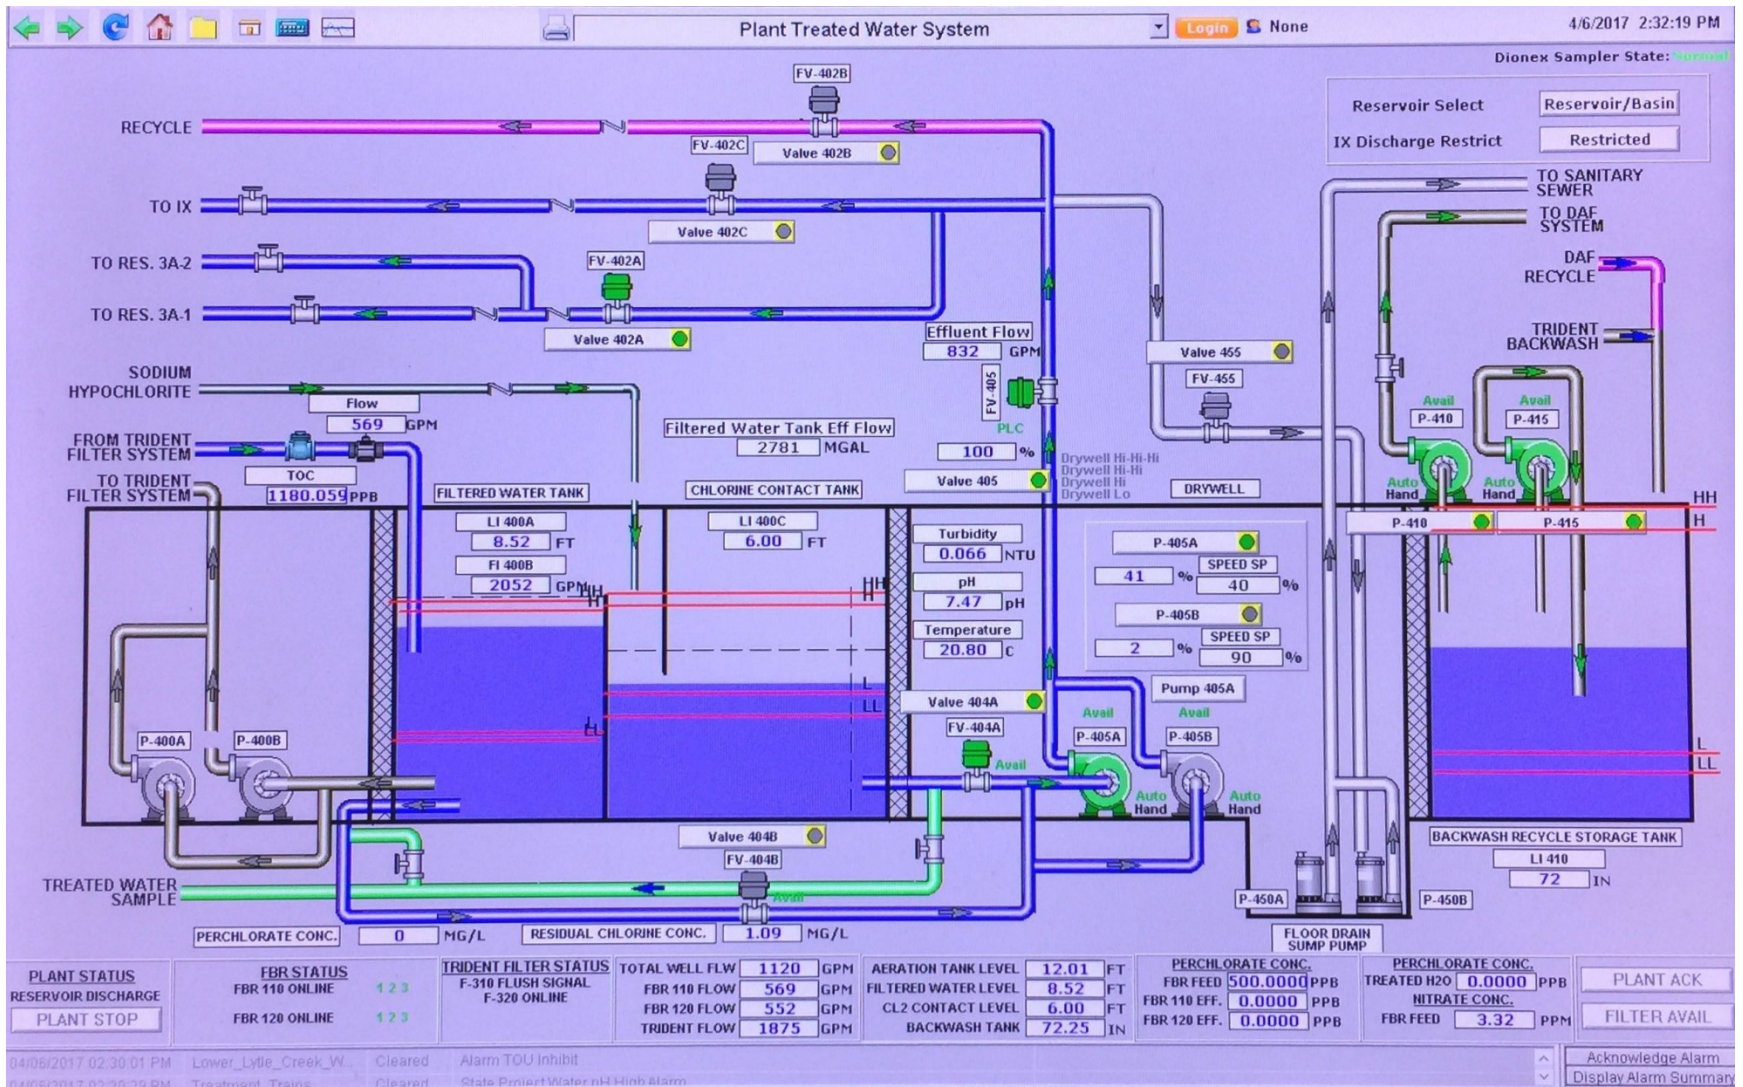 Plant Treated Water System
Login
None
4/6/2017 2:32:19 PM
Dionex Sampler State: Normal
FV-402B
Reservoir Select
Reservoir/Basin
RECYCLE
FV-402C
Valve 402B
IX Discharge Restrict
Restricted
TO SANITARY
SEWER
TO IX
Valve 402C
TO DAF
SYSTEM
FV-402A
TO RES. 3A-2
DAF
RECYCLE
TO RES. 3A-1
Valve 402A
Effluent Flow
832 GPM
TRIDENT
BACKWASH
Valve 455
FV-455
SODIUM
HYPOCHLORITE
Flow
569 GPM
FV-405
PLC
Avail
P-410
Avail
P-415
Filtered Water Tank Eff Flow
2781 MGAL
FROM TRIDENT
FILTER SYSTEM
100 %
Drywell Hi-Hi-Hi
Drywell Hi-Hi
Drywell Hi
Drywell Lo
TOC
1180.059 PPB
TO TRIDENT
FILTER SYSTEM
Valve 405
DRYWELL
Auto
Hand
Auto
Hand
FILTERED WATER TANK
CHLORINE CONTACT TANK
HH
H
P-410
P-415
LI 400A
8.52 FT
FI 400B
2052 GPM
LI 400C
6.00 FT
Turbidity
0.066 NTU
pH
7.47 pH
Temperature
20.80 C
P-405A
41 %
SPEED SP
40 %
P-405B
2 %
SPEED SP
90 %
HH
H
HH
H
L
LL
L
LL
Valve 404A
FV-404A
Avail
Pump 405A
Avail
P-405A
Avail
P-405B
Auto
Hand
Auto
Hand
P-400A
P-400B
L
LL
Valve 404B
FV-404B
Avail
BACKWASH RECYCLE STORAGE TANK
LI 410
72 IN
TREATED WATER
SAMPLE
P-450A
P-450B
FLOOR DRAIN
SUMP PUMP
PERCHLORATE CONC. 0 MG/L
RESIDUAL CHLORINE CONC. 1.09 MG/L
PLANT STATUS
RESERVOIR DISCHARGE
PLANT STOP
FBR STATUS
FBR 110 ONLINE 1 2 3
FBR 120 ONLINE 1 2 3
TRIDENT FILTER STATUS
F-310 FLUSH SIGNAL
F-320 ONLINE
TOTAL WELL FLW 1120 GPM
FBR 110 FLOW 569 GPM
FBR 120 FLOW 552 GPM
TRIDENT FLOW 1875 GPM
AERATION TANK LEVEL 12.01 FT
FILTERED WATER LEVEL 8.52 FT
CL2 CONTACT LEVEL 6.00 FT
BACKWASH TANK 72.25 IN
PERCHLORATE CONC.
FBR FEED 500.0000 PPB
FBR 110 EFF. 0.0000 PPB
FBR 120 EFF. 0.0000 PPB
PERCHLORATE CONC.
TREATED H2O 0.0000 PPB
NITRATE CONC.
FBR FEED 3.32 PPM
PLANT ACK
FILTER AVAIL
04/06/2017 02:30:01 PM Lower_Lytle_Creek_W... Cleared Alarm TOU Inhibit
Treatment_Trains Cleared State Project Water pH High Alarm
Acknowledge Alarm
Display Alarm Summary